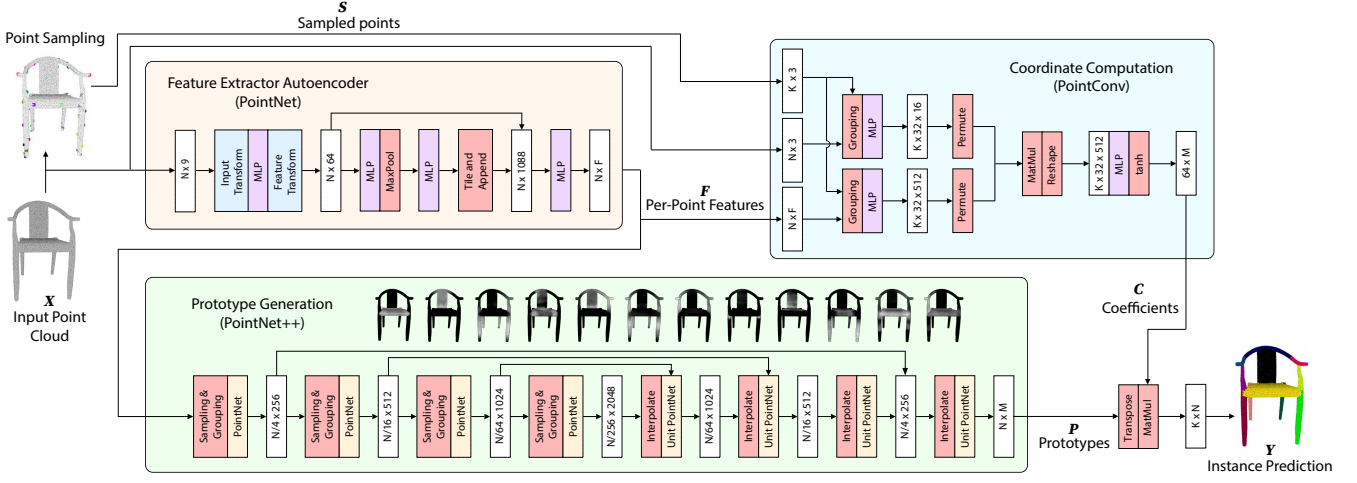 S
Sampled points
Point Sampling
Feature Extractor Autoencoder
(PointNet)
N x 9
Input
Transform
MLP
Feature
Transform
N x 64
MLP
MaxPool
MLP
Tile and
Append
N x 1088
MLP
N x F
X
Input Point
Cloud
F
Per-Point Features
Coordinate Computation
(PointConv)
K x 3
N x 3
N x F
Grouping
MLP
K x 32 x 16
Permute
Grouping
MLP
K x 32 x 512
Permute
MatMul
Reshape
K x 32 x 512
MLP
tanh
64 x M
C
Coefficients
Prototype Generation
(PointNet++)
Sampling &
Grouping
PointNet
N/4 x 256
Sampling &
Grouping
PointNet
N/16 x 512
Sampling &
Grouping
PointNet
N/64 x 1024
Sampling &
Grouping
PointNet
N/256 x 2048
Interpolate
Unit PointNet
N/64 x 1024
Interpolate
Unit PointNet
N/16 x 512
Interpolate
Unit PointNet
N/4 x 256
Interpolate
Unit PointNet
N x M
P
Prototypes
Transpose
MatMul
K x N
Y
Instance Prediction